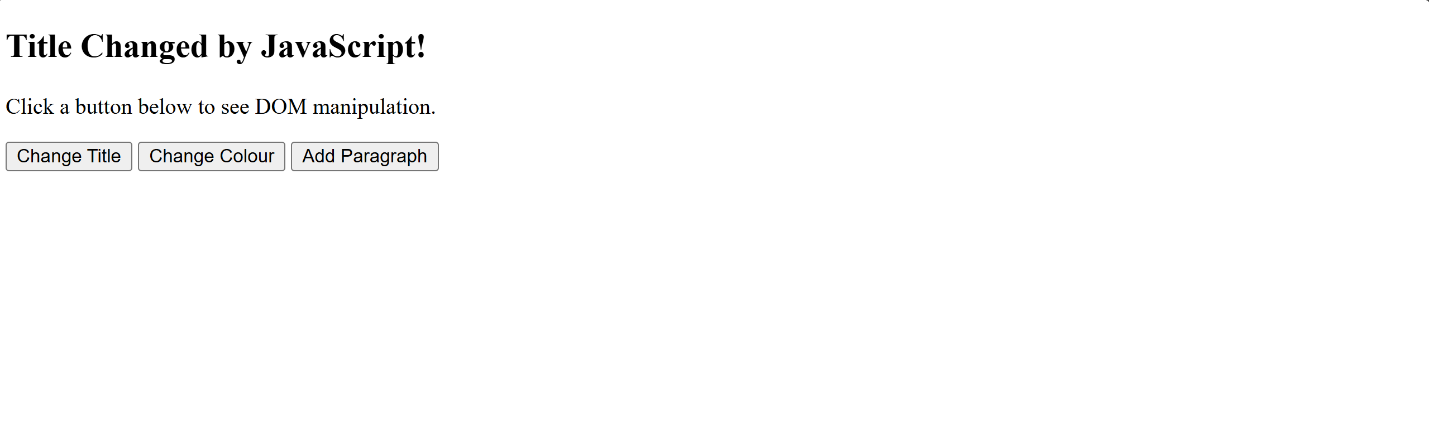 Title Changed by JavaScript!
Click a button below to see DOM manipulation.
Change Title Change Colour Add Paragraph